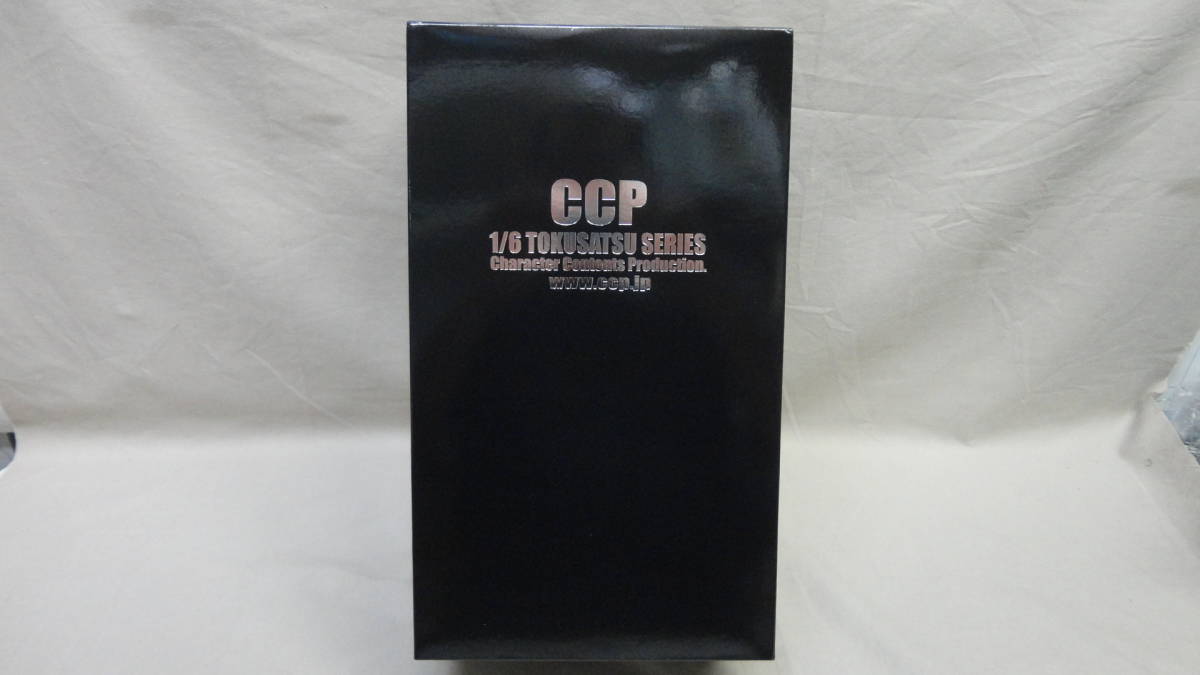 CCP
1/6 TOKUSATSU SERIES
Character Contents Production.
www.ccp.jp